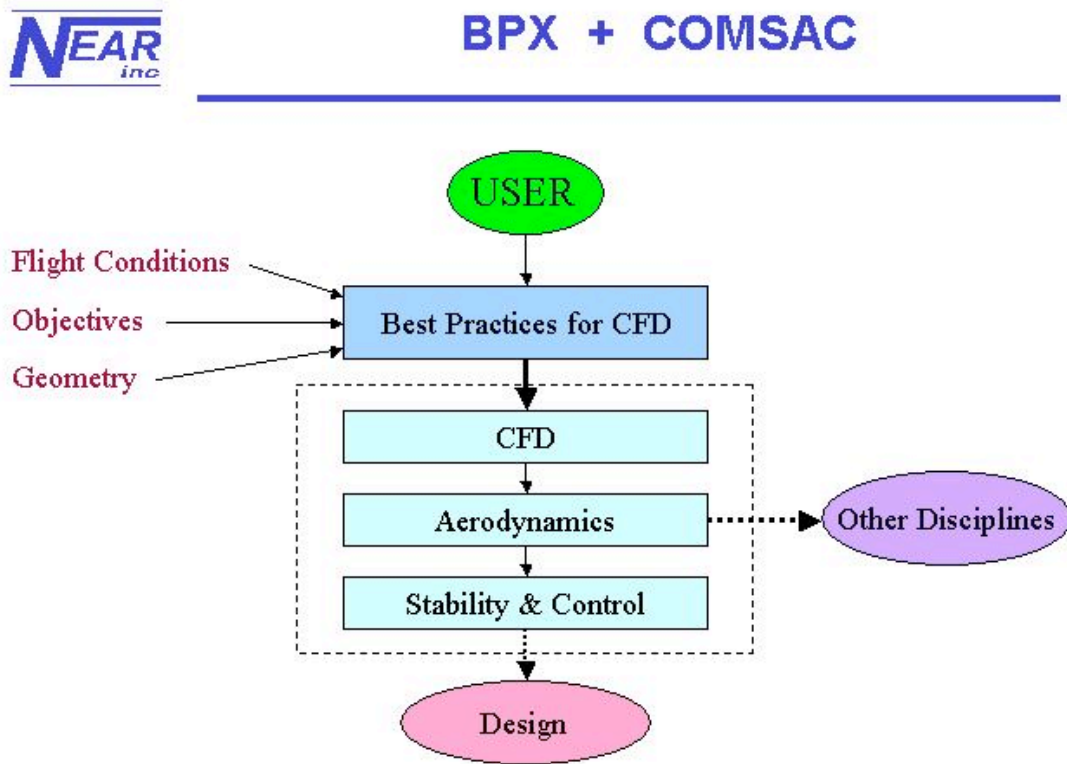 NEAR
inc
BPX + COMSAC
USER
Flight Conditions
Objectives
Geometry
Best Practices for CFD
CFD
Aerodynamics
Other Disciplines
Stability & Control
Design